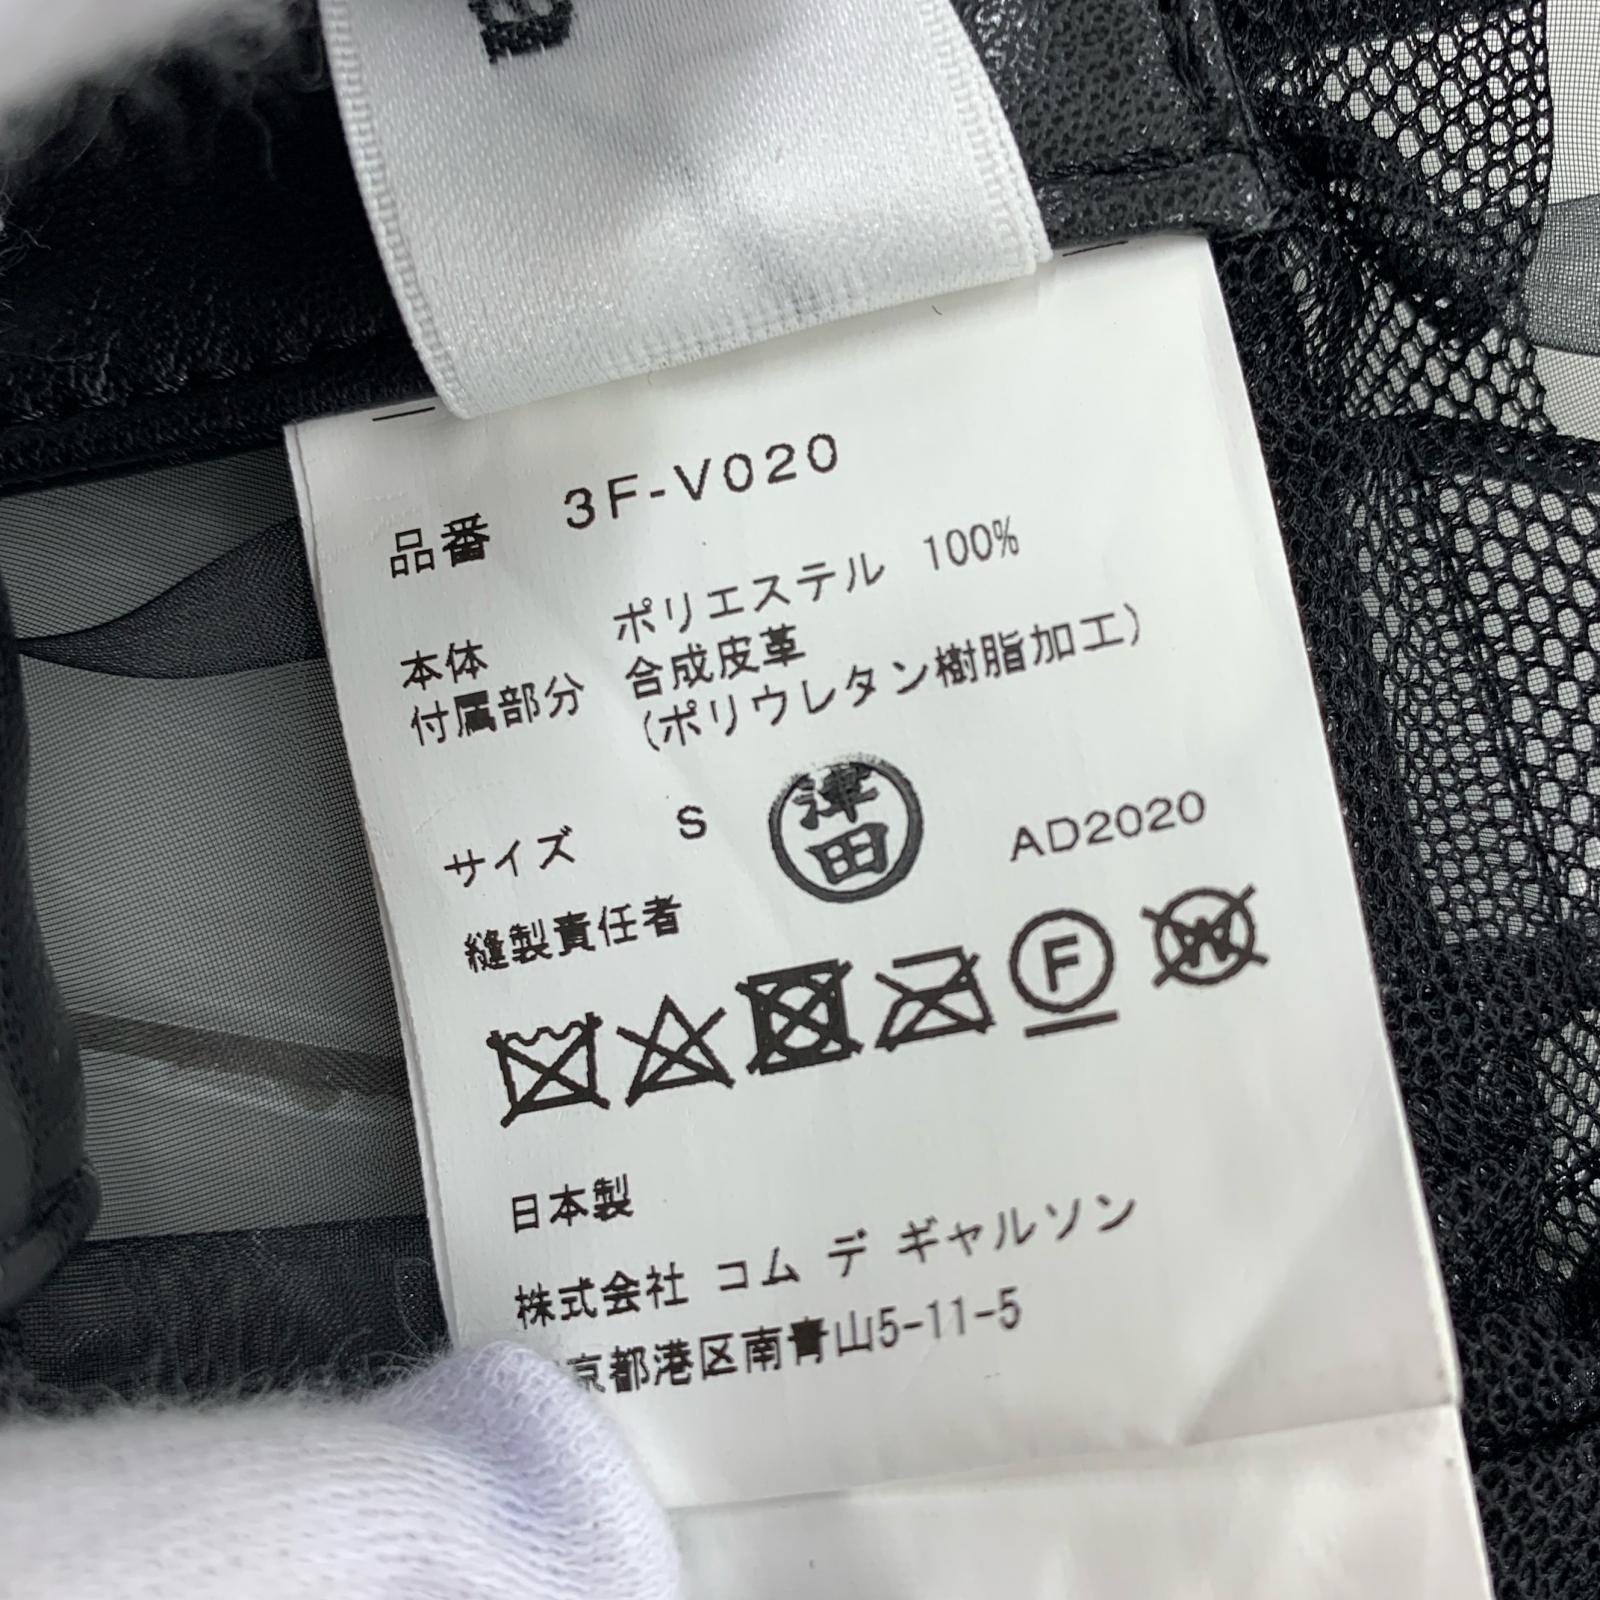 品番 3F-V020
本体 ポリエステル 100%
付属部分 合成皮革
(ポリウレタン樹脂加工)
サイズ S
津田
AD2020
縫製責任者
F
W
日本製
株式会社 コム デ ギャルソン
京都港区南青山5-11-5